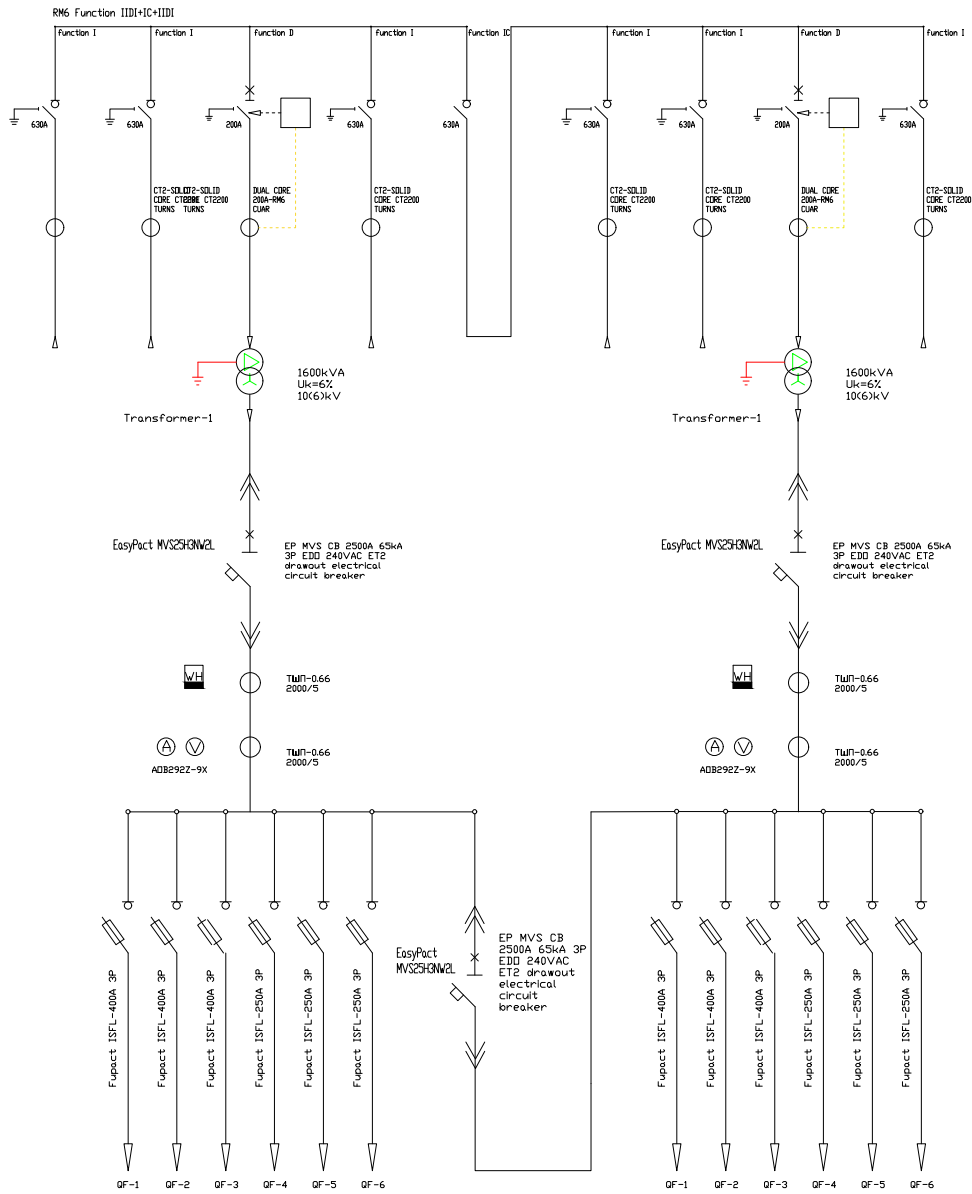 RM6 Function IIDI+IC+IIDI
function I
function I
function D
function I
function IC
function I
function I
function D
function I
630A
630A
200A
630A
630A
630A
630A
200A
630A
CT2-SOLID
CORE CT2200
TURNS
CT2-SOLID
CORE CT2200
TURNS
DUAL CORE
200A-RM6
CUAR
CT2-SOLID
CORE CT2200
TURNS
CT2-SOLID
CORE CT2200
TURNS
CT2-SOLID
CORE CT2200
TURNS
DUAL CORE
200A-RM6
CUAR
CT2-SOLID
CORE CT2200
TURNS
1600kVA
Uk=6%
10(6)kV
Transformer-1
1600kVA
Uk=6%
10(6)kV
Transformer-1
EasyPact MVS25H3NW2L
EP MVS CB 2500A 65kA
3P EDO 240VAC ET2
drawout electrical
circuit breaker
EasyPact MVS25H3NW2L
EP MVS CB 2500A 65kA
3P EDO 240VAC ET2
drawout electrical
circuit breaker
WH
ТШП-0.66
2000/5
WH
ТШП-0.66
2000/5
A
V
AOB292Z-9X
ТШП-0.66
2000/5
A
V
AOB292Z-9X
ТШП-0.66
2000/5
Fupact ISFL-400A 3P
Fupact ISFL-400A 3P
Fupact ISFL-400A 3P
Fupact ISFL-250A 3P
Fupact ISFL-250A 3P
Fupact ISFL-250A 3P
EasyPact
MVS25H3NW2L
EP MVS CB
2500A 65kA 3P
EDO 240VAC
ET2 drawout
electrical
circuit
breaker
Fupact ISFL-400A 3P
Fupact ISFL-400A 3P
Fupact ISFL-400A 3P
Fupact ISFL-250A 3P
Fupact ISFL-250A 3P
Fupact ISFL-250A 3P
QF-1
QF-2
QF-3
QF-4
QF-5
QF-6
QF-1
QF-2
QF-3
QF-4
QF-5
QF-6